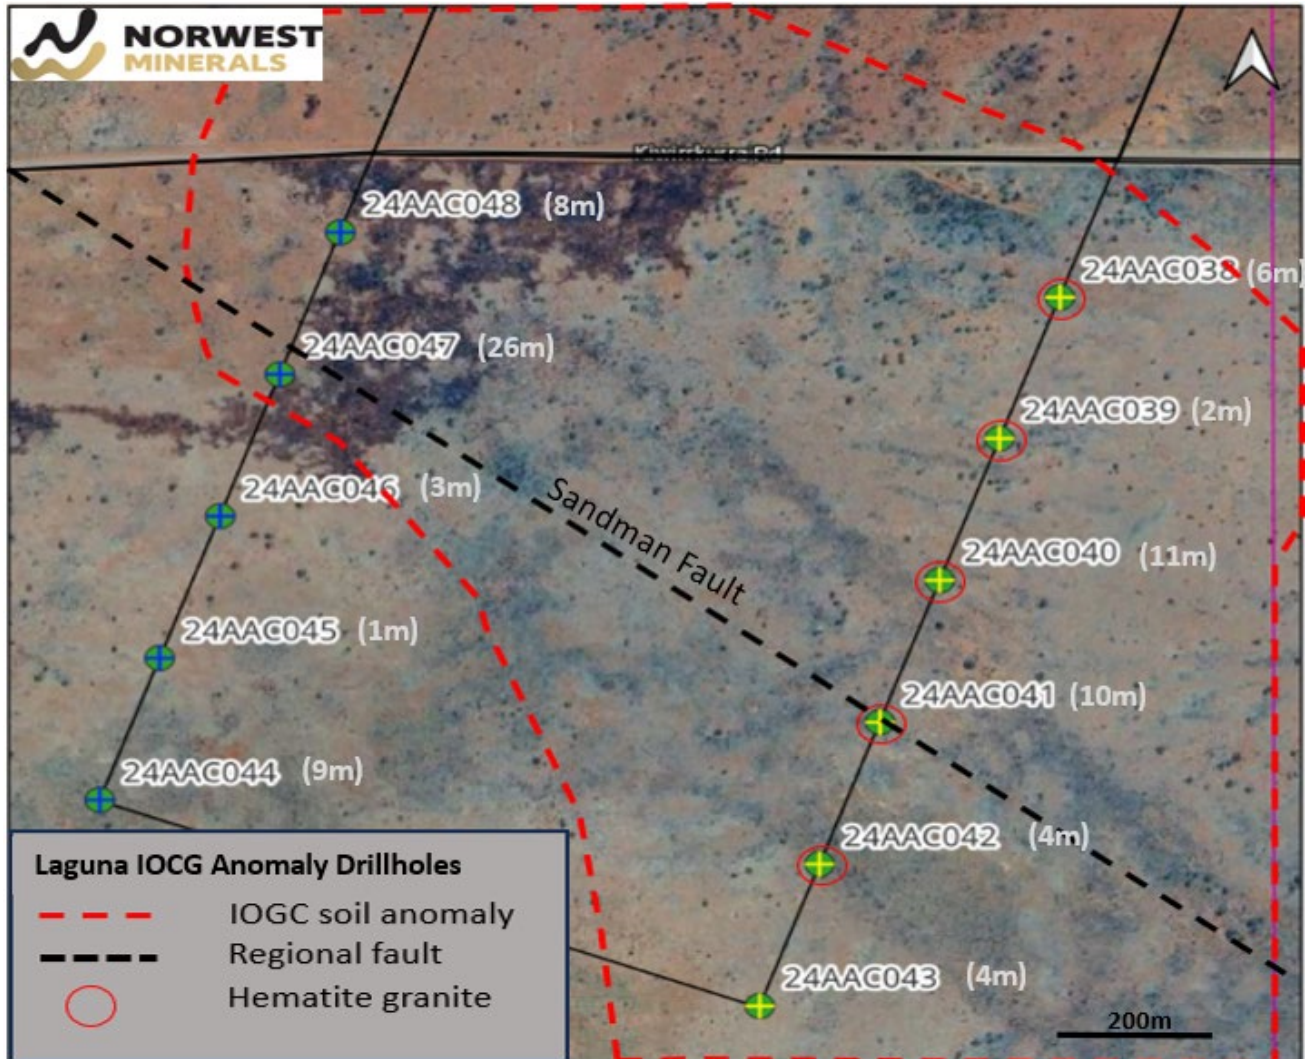 NORWEST
MINERALS
24AAC048 (8m)
24AAC038 (6m)
24AAC047 (26m)
24AAC039 (2m)
24AAC046 (3m)
Sandman Fault
24AAC040 (11m)
24AAC045 (1m)
24AAC041 (10m)
24AAC044 (9m)
24AAC042 (4m)
24AAC043 (4m)
Laguna IOCG Anomaly Drillholes
IOGC soil anomaly
Regional fault
Hematite granite
200m